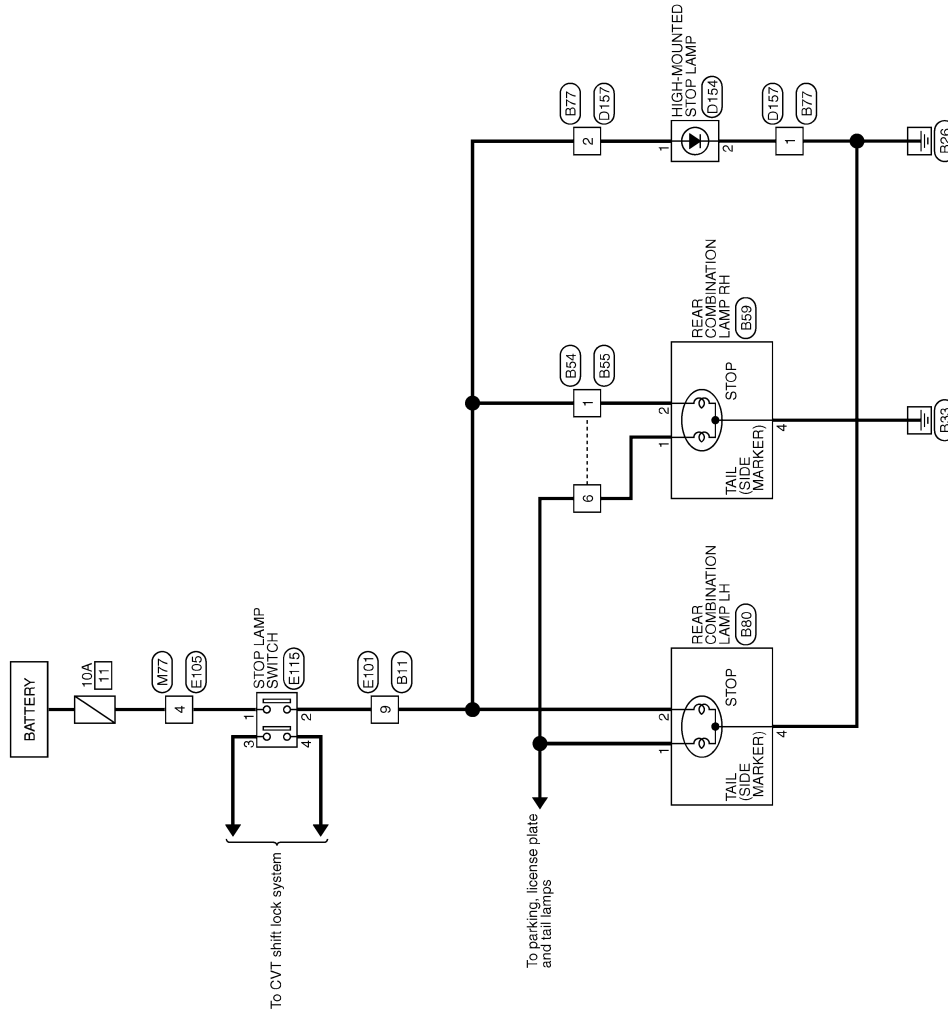 BATTERY
10A
11
4
M77
E105
STOP LAMP
SWITCH
E115
1
2
3
4
To CVT shift lock system
9
E101
B11
To parking, license plate
and tail lamps
6
1
B54
B55
2
B77
D157
REAR
COMBINATION
LAMP LH
B80
1
2
4
TAIL
(SIDE
MARKER)
STOP
REAR
COMBINATION
LAMP RH
B59
1
2
4
TAIL
(SIDE
MARKER)
STOP
HIGH-MOUNTED
STOP LAMP
D154
1
2
1
D157
B77